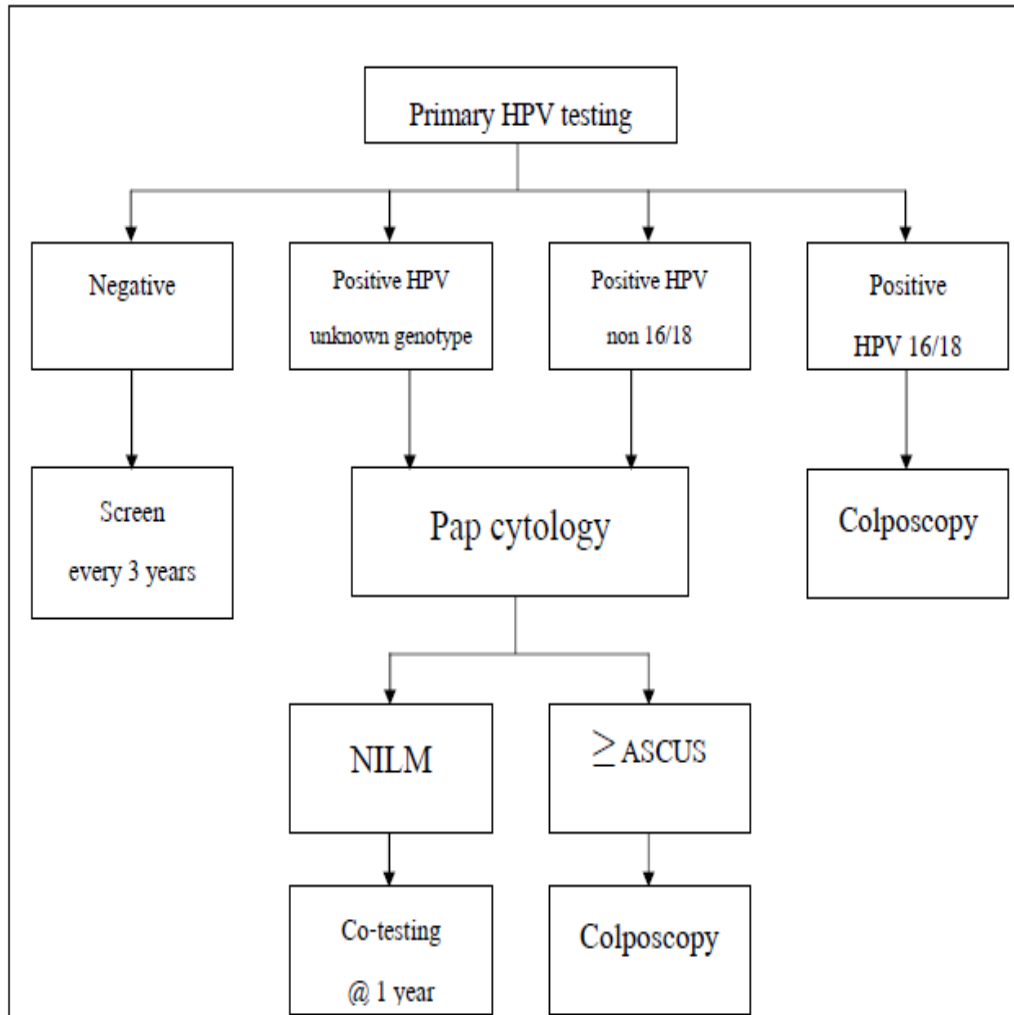 Primary HPV testing
Negative
Positive HPV
unknown genotype
Positive HPV
non 16/18
Positive
HPV 16/18
Screen
every 3 years
Pap cytology
Colposcopy
NILM
≥ ASCUS
Co-testing
@ 1 year
Colposcopy